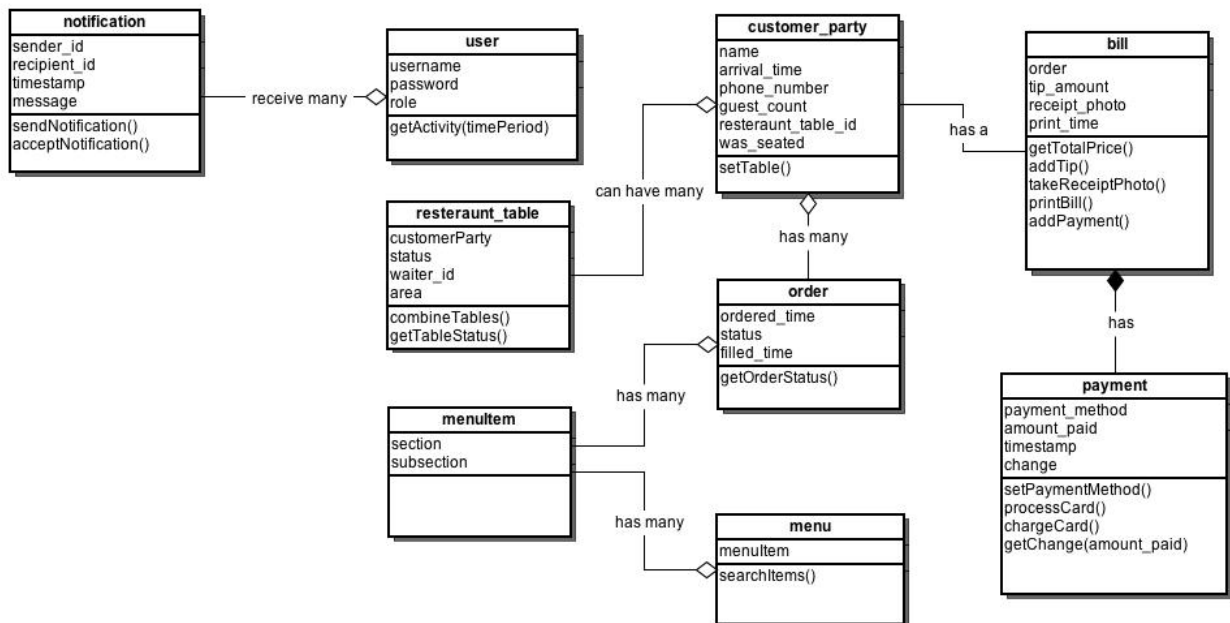 notification
sender_id
recipient_id
timestamp
message
sendNotification()
acceptNotification()
receive many
user
username
password
role
getActivity(timePeriod)
customer_party
name
arrival_time
phone_number
guest_count
resteraunt_table_id
was_seated
setTable()
has a
bill
order
tip_amount
receipt_photo
print_time
getTotalPrice()
addTip()
takeReceiptPhoto()
printBill()
addPayment()
can have many
resteraunt_table
customerParty
status
waiter_id
area
combineTables()
getTableStatus()
has many
order
ordered_time
status
filled_time
getOrderStatus()
has
payment
payment_method
amount_paid
timestamp
change
setPaymentMethod()
processCard()
chargeCard()
getChange(amount_paid)
has many
menuItem
section
subsection
has many
menu
menuItem
searchItems()